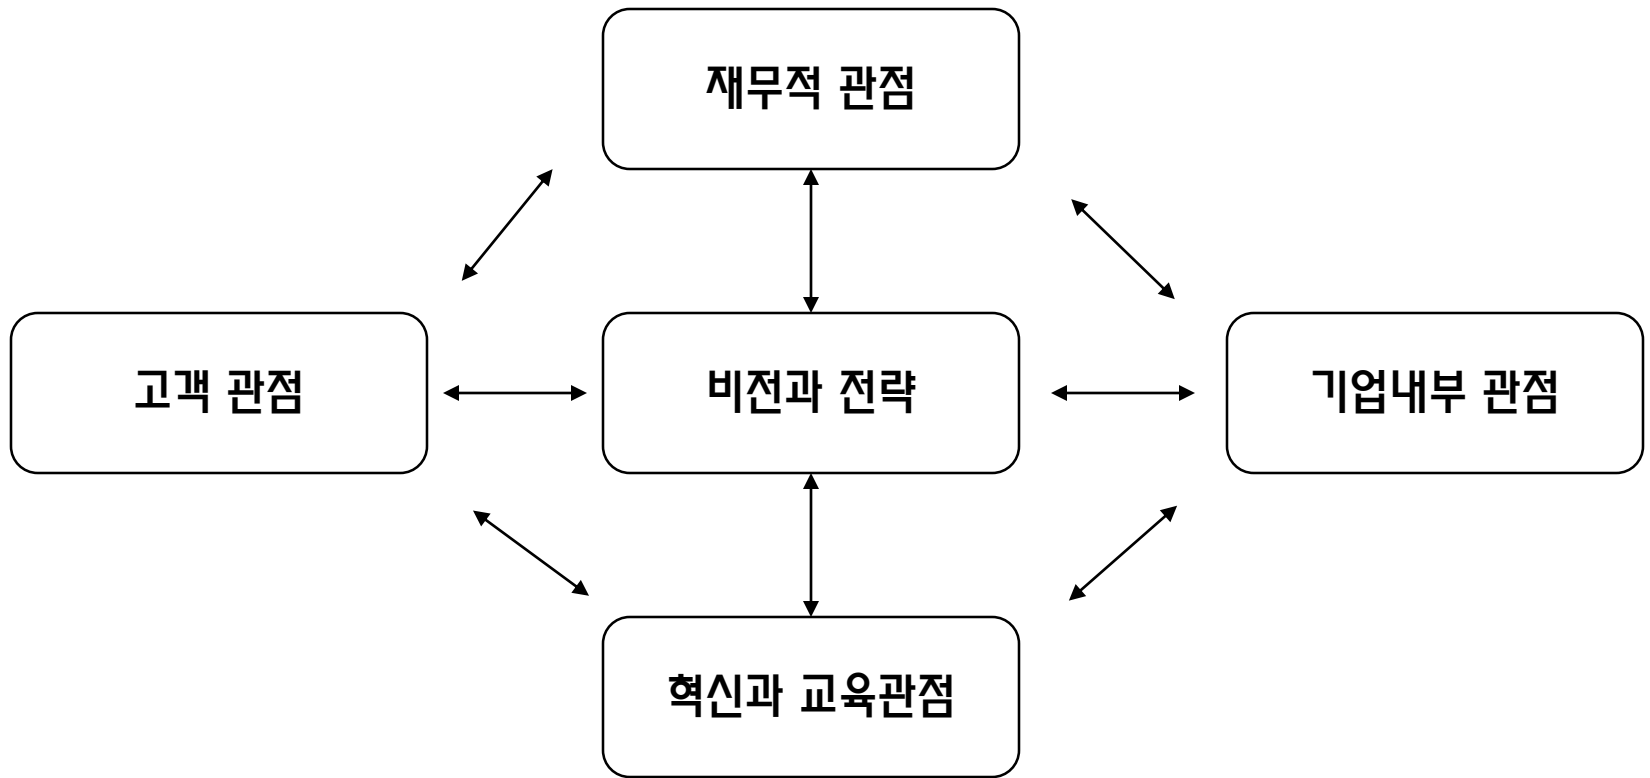 재무적 관점
고객 관점
비전과 전략
기업내부 관점
혁신과 교육관점